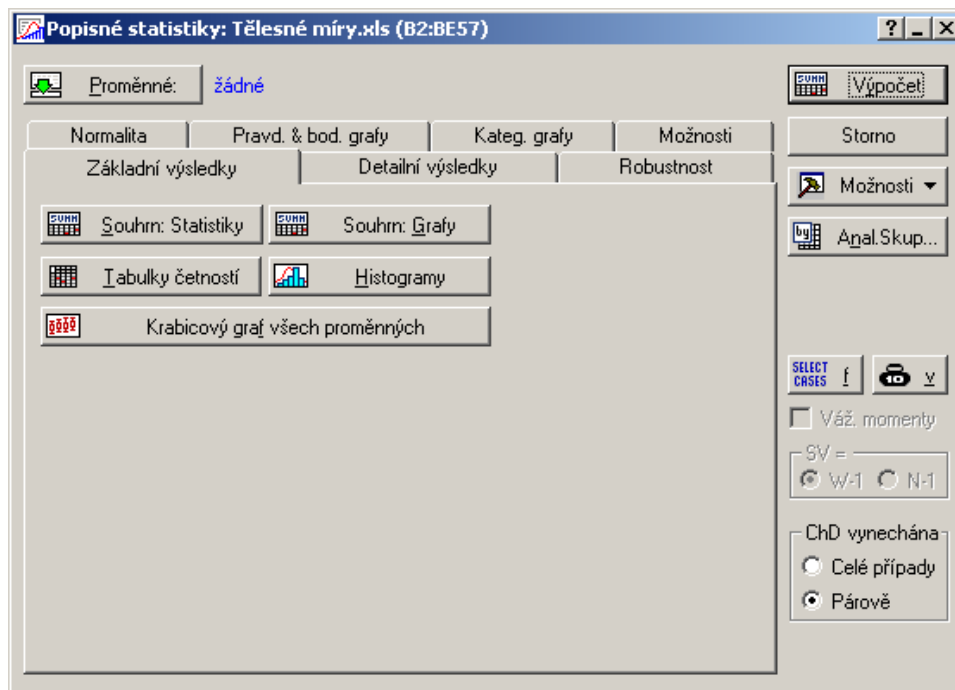 Popisné statistiky: Tělesné míry.xls (B2:BE57)
Proměnné: žádné
Výpočet
Normalita Pravd. & bod. grafy Kateg. grafy Možnosti
Storno
Základní výsledky Detailní výsledky Robustnost
Možnosti
Souhrn: Statistiky Souhrn: Grafy
Anal.Skup...
Tabulky četností Histogramy
Krabicový graf všech proměnných
SELECT CASES f v
Váž. momenty
SV =
W-1 N-1
ChD vynechána
Celé případy
Párově